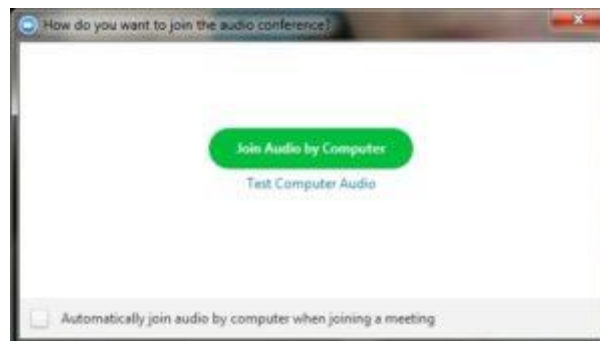 How do you want to join the audio conference?
Join Audio by Computer
Test Computer Audio
Automatically join audio by computer when joining a meeting